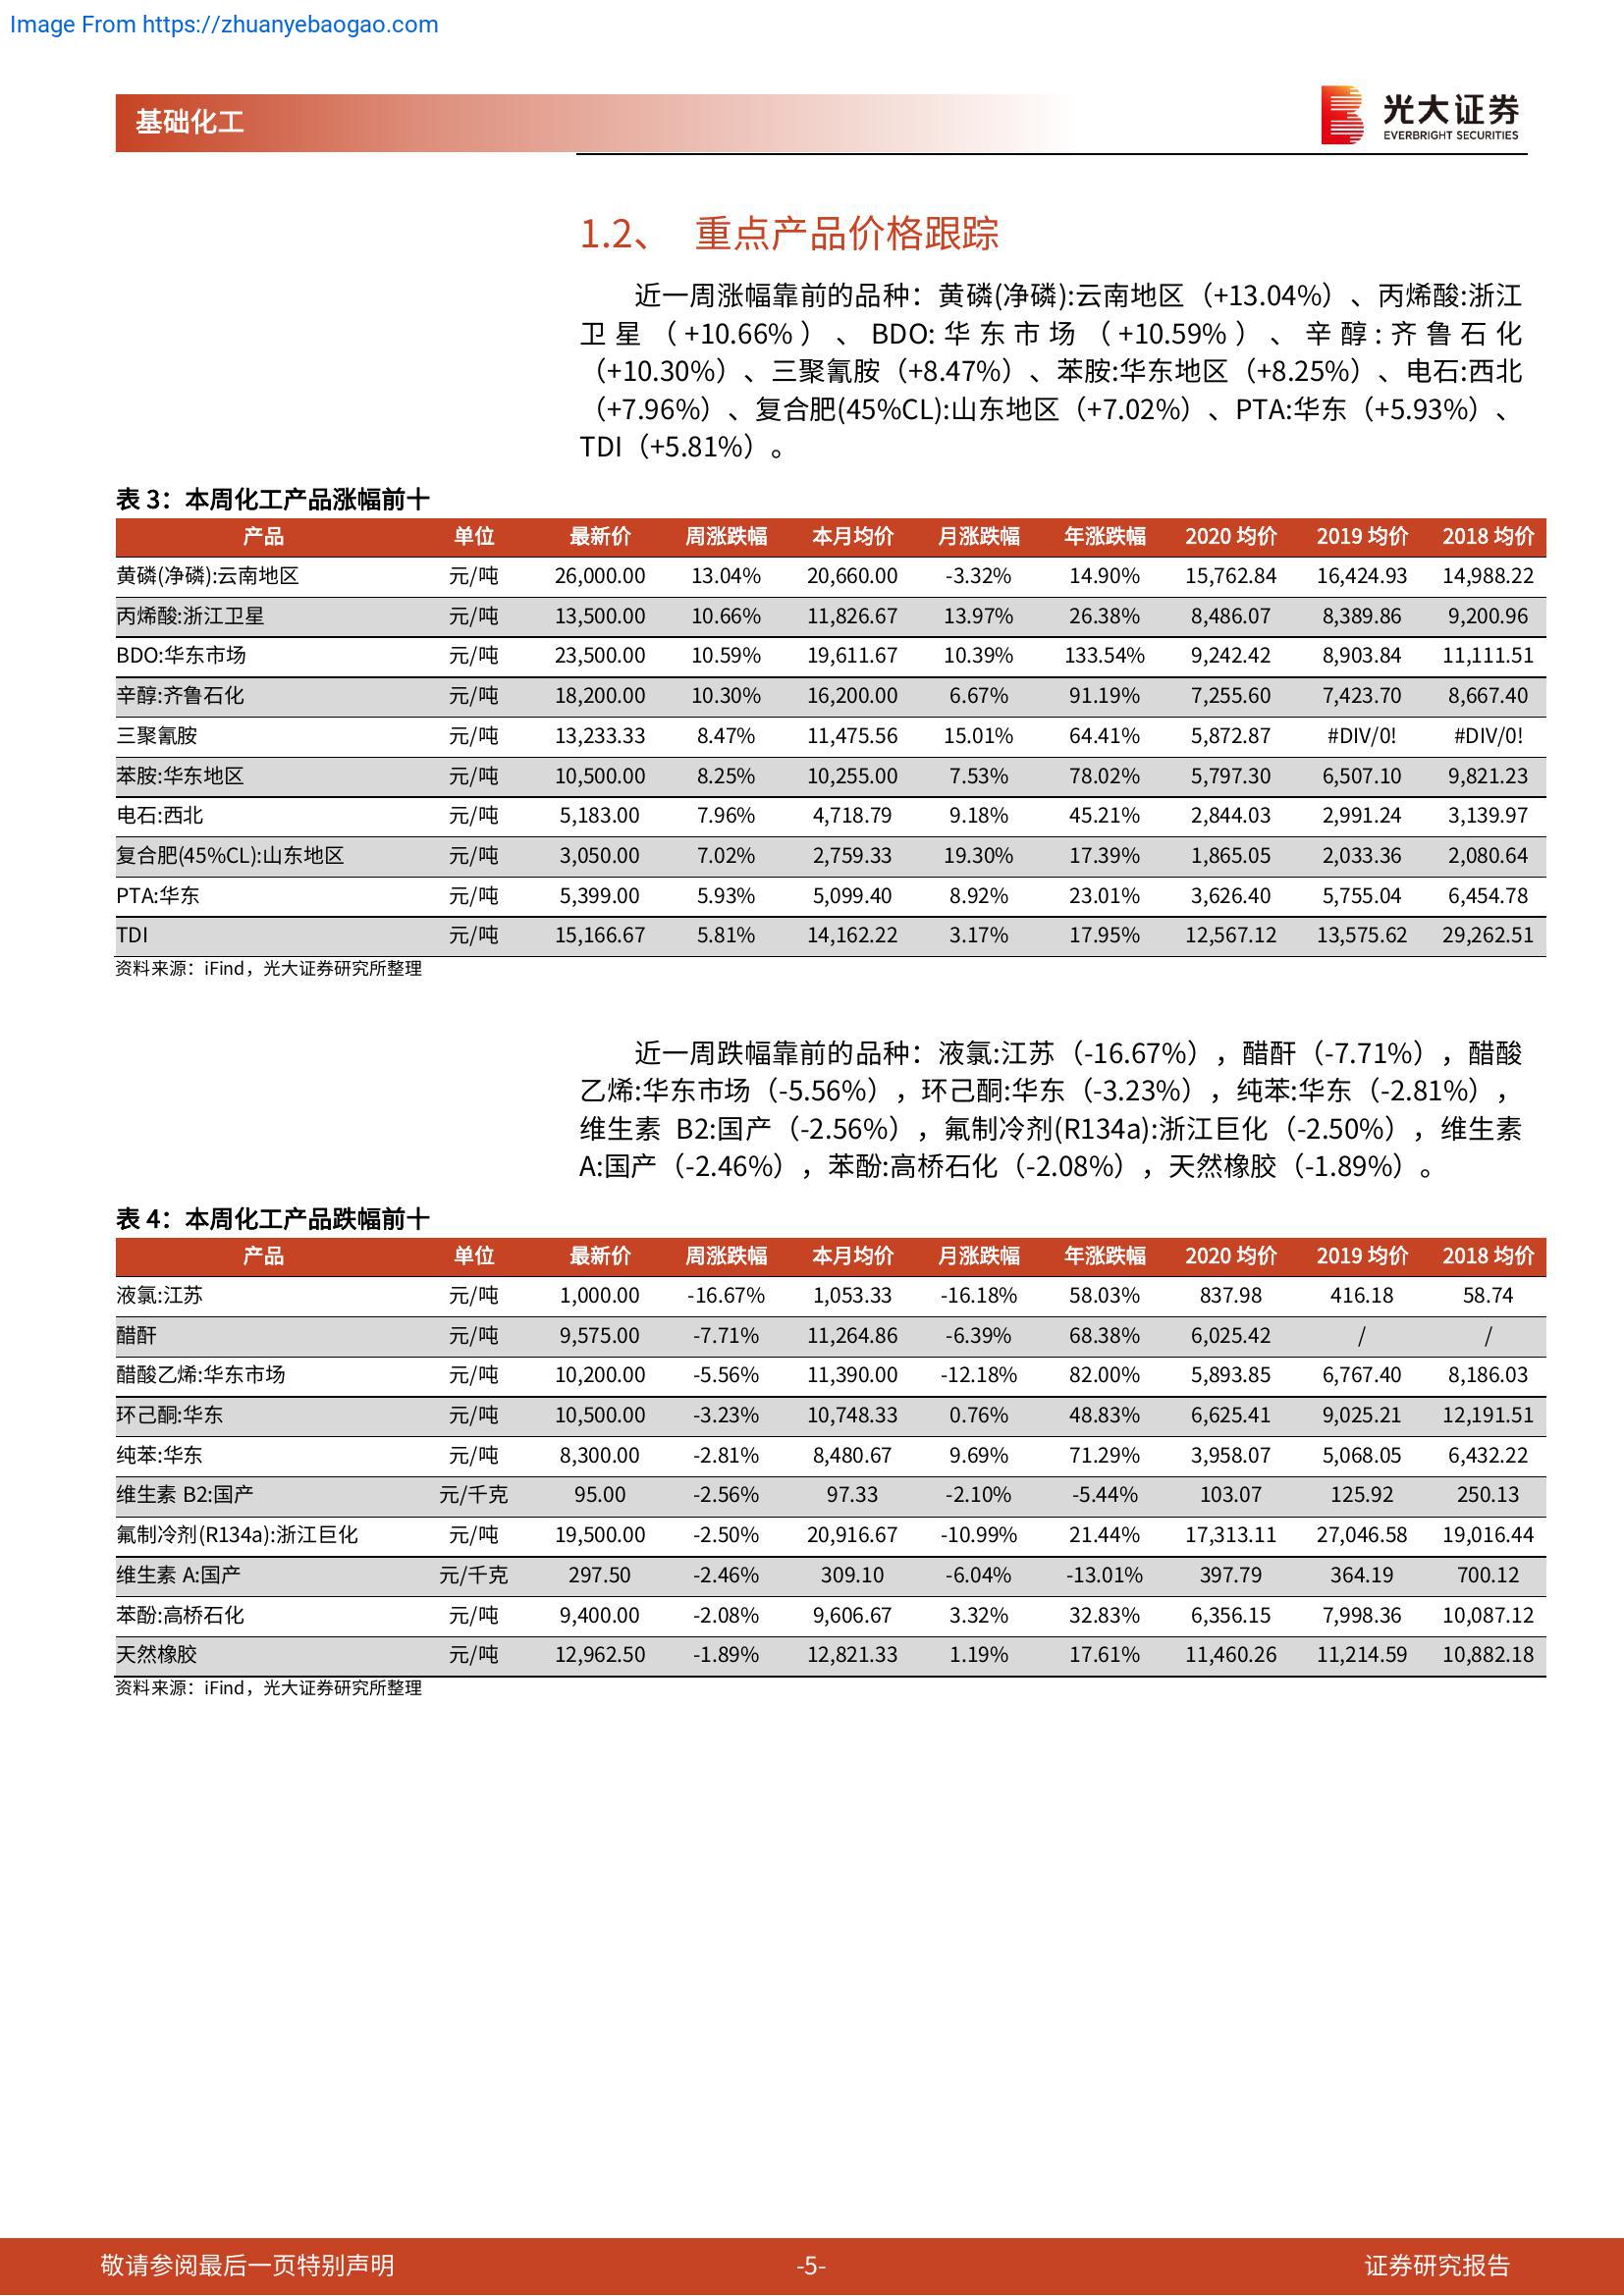 Image From https://zhuanyebaogao.com
基础化工
光大证券
EVERBRIGHT SECURITIES
1.2、 重点产品价格跟踪
近一周涨幅靠前的品种：黄磷(净磷):云南地区（+13.04%）、丙烯酸:浙江
卫星（+10.66%）、BDO:华东市场（+10.59%）、辛醇:齐鲁石化
（+10.30%）、三聚氰胺（+8.47%）、苯胺:华东地区（+8.25%）、电石:西北
（+7.96%）、复合肥(45%CL):山东地区（+7.02%）、PTA:华东（+5.93%）、
TDI（+5.81%）。
表 3：本周化工产品涨幅前十
产品 单位 最新价 周涨跌幅 本月均价 月涨跌幅 年涨跌幅 2020 均价 2019 均价 2018 均价
黄磷(净磷):云南地区 元/吨 26,000.00 13.04% 20,660.00 -3.32% 14.90% 15,762.84 16,424.93 14,988.22
丙烯酸:浙江卫星 元/吨 13,500.00 10.66% 11,826.67 13.97% 26.38% 8,486.07 8,389.86 9,200.96
BDO:华东市场 元/吨 23,500.00 10.59% 19,611.67 10.39% 133.54% 9,242.42 8,903.84 11,111.51
辛醇:齐鲁石化 元/吨 18,200.00 10.30% 16,200.00 6.67% 91.19% 7,255.60 7,423.70 8,667.40
三聚氰胺 元/吨 13,233.33 8.47% 11,475.56 15.01% 64.41% 5,872.87 #DIV/0! #DIV/0!
苯胺:华东地区 元/吨 10,500.00 8.25% 10,255.00 7.53% 78.02% 5,797.30 6,507.10 9,821.23
电石:西北 元/吨 5,183.00 7.96% 4,718.79 9.18% 45.21% 2,844.03 2,991.24 3,139.97
复合肥(45%CL):山东地区 元/吨 3,050.00 7.02% 2,759.33 19.30% 17.39% 1,865.05 2,033.36 2,080.64
PTA:华东 元/吨 5,399.00 5.93% 5,099.40 8.92% 23.01% 3,626.40 5,755.04 6,454.78
TDI 元/吨 15,166.67 5.81% 14,162.22 3.17% 17.95% 12,567.12 13,575.62 29,262.51
资料来源：iFind，光大证券研究所整理
近一周跌幅靠前的品种：液氯:江苏（-16.67%），醋酐（-7.71%），醋酸
乙烯:华东市场（-5.56%），环己酮:华东（-3.23%），纯苯:华东（-2.81%），
维生素 B2:国产（-2.56%），氟制冷剂(R134a):浙江巨化（-2.50%），维生素
A:国产（-2.46%），苯酚:高桥石化（-2.08%），天然橡胶（-1.89%）。
表 4：本周化工产品跌幅前十
产品 单位 最新价 周涨跌幅 本月均价 月涨跌幅 年涨跌幅 2020 均价 2019 均价 2018 均价
液氯:江苏 元/吨 1,000.00 -16.67% 1,053.33 -16.18% 58.03% 837.98 416.18 58.74
醋酐 元/吨 9,575.00 -7.71% 11,264.86 -6.39% 68.38% 6,025.42 / /
醋酸乙烯:华东市场 元/吨 10,200.00 -5.56% 11,390.00 -12.18% 82.00% 5,893.85 6,767.40 8,186.03
环己酮:华东 元/吨 10,500.00 -3.23% 10,748.33 0.76% 48.83% 6,625.41 9,025.21 12,191.51
纯苯:华东 元/吨 8,300.00 -2.81% 8,480.67 9.69% 71.29% 3,958.07 5,068.05 6,432.22
维生素 B2:国产 元/千克 95.00 -2.56% 97.33 -2.10% -5.44% 103.07 125.92 250.13
氟制冷剂(R134a):浙江巨化 元/吨 19,500.00 -2.50% 20,916.67 -10.99% 21.44% 17,313.11 27,046.58 19,016.44
维生素 A:国产 元/千克 297.50 -2.46% 309.10 -6.04% -13.01% 397.79 364.19 700.12
苯酚:高桥石化 元/吨 9,400.00 -2.08% 9,606.67 3.32% 32.83% 6,356.15 7,998.36 10,087.12
天然橡胶 元/吨 12,962.50 -1.89% 12,821.33 1.19% 17.61% 11,460.26 11,214.59 10,882.18
资料来源：iFind，光大证券研究所整理
敬请参阅最后一页特别声明 -5- 证券研究报告